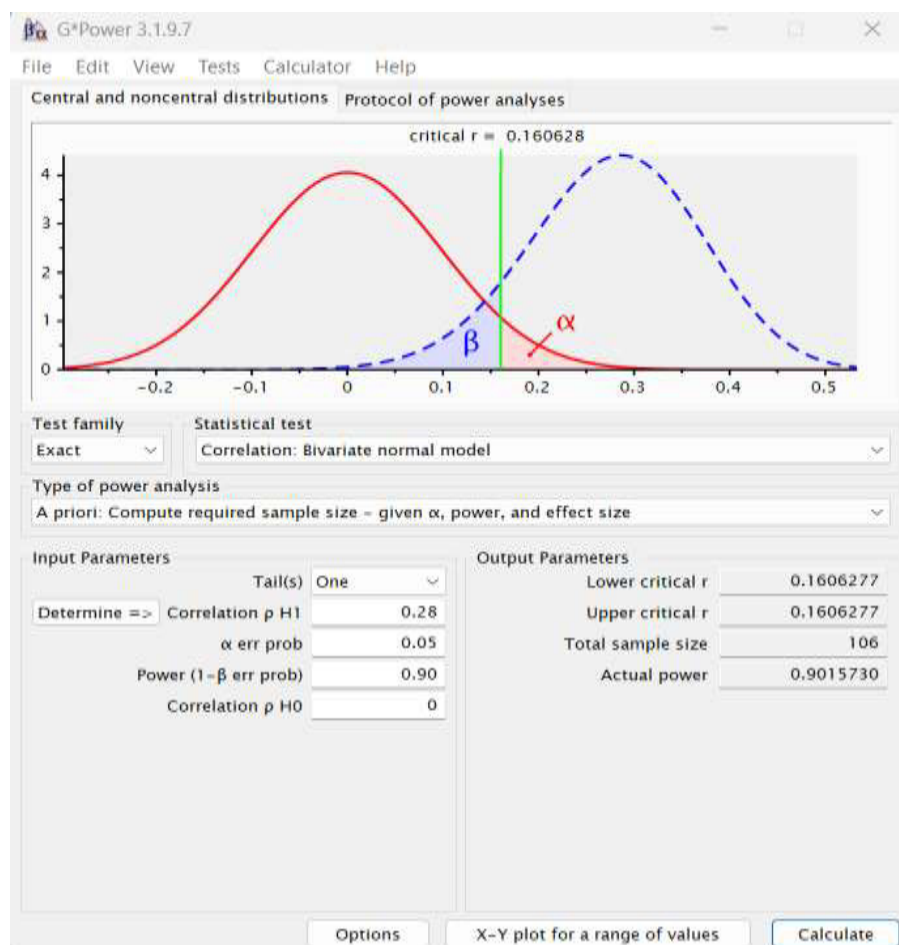 βα G*Power 3.1.9.7
File Edit View Tests Calculator Help
Central and noncentral distributions Protocol of power analyses
critical r = 0.160628
4
3
2
1
0
β
α
-0.2 -0.1 0 0.1 0.2 0.3 0.4 0.5
Test family Statistical test
Exact Correlation: Bivariate normal model
Type of power analysis
A priori: Compute required sample size - given α, power, and effect size
Input Parameters Output Parameters
Tail(s) One Lower critical r 0.1606277
Determine => Correlation ρ H1 0.28 Upper critical r 0.1606277
α err prob 0.05 Total sample size 106
Power (1-β err prob) 0.90 Actual power 0.9015730
Correlation ρ H0 0
Options X-Y plot for a range of values Calculate